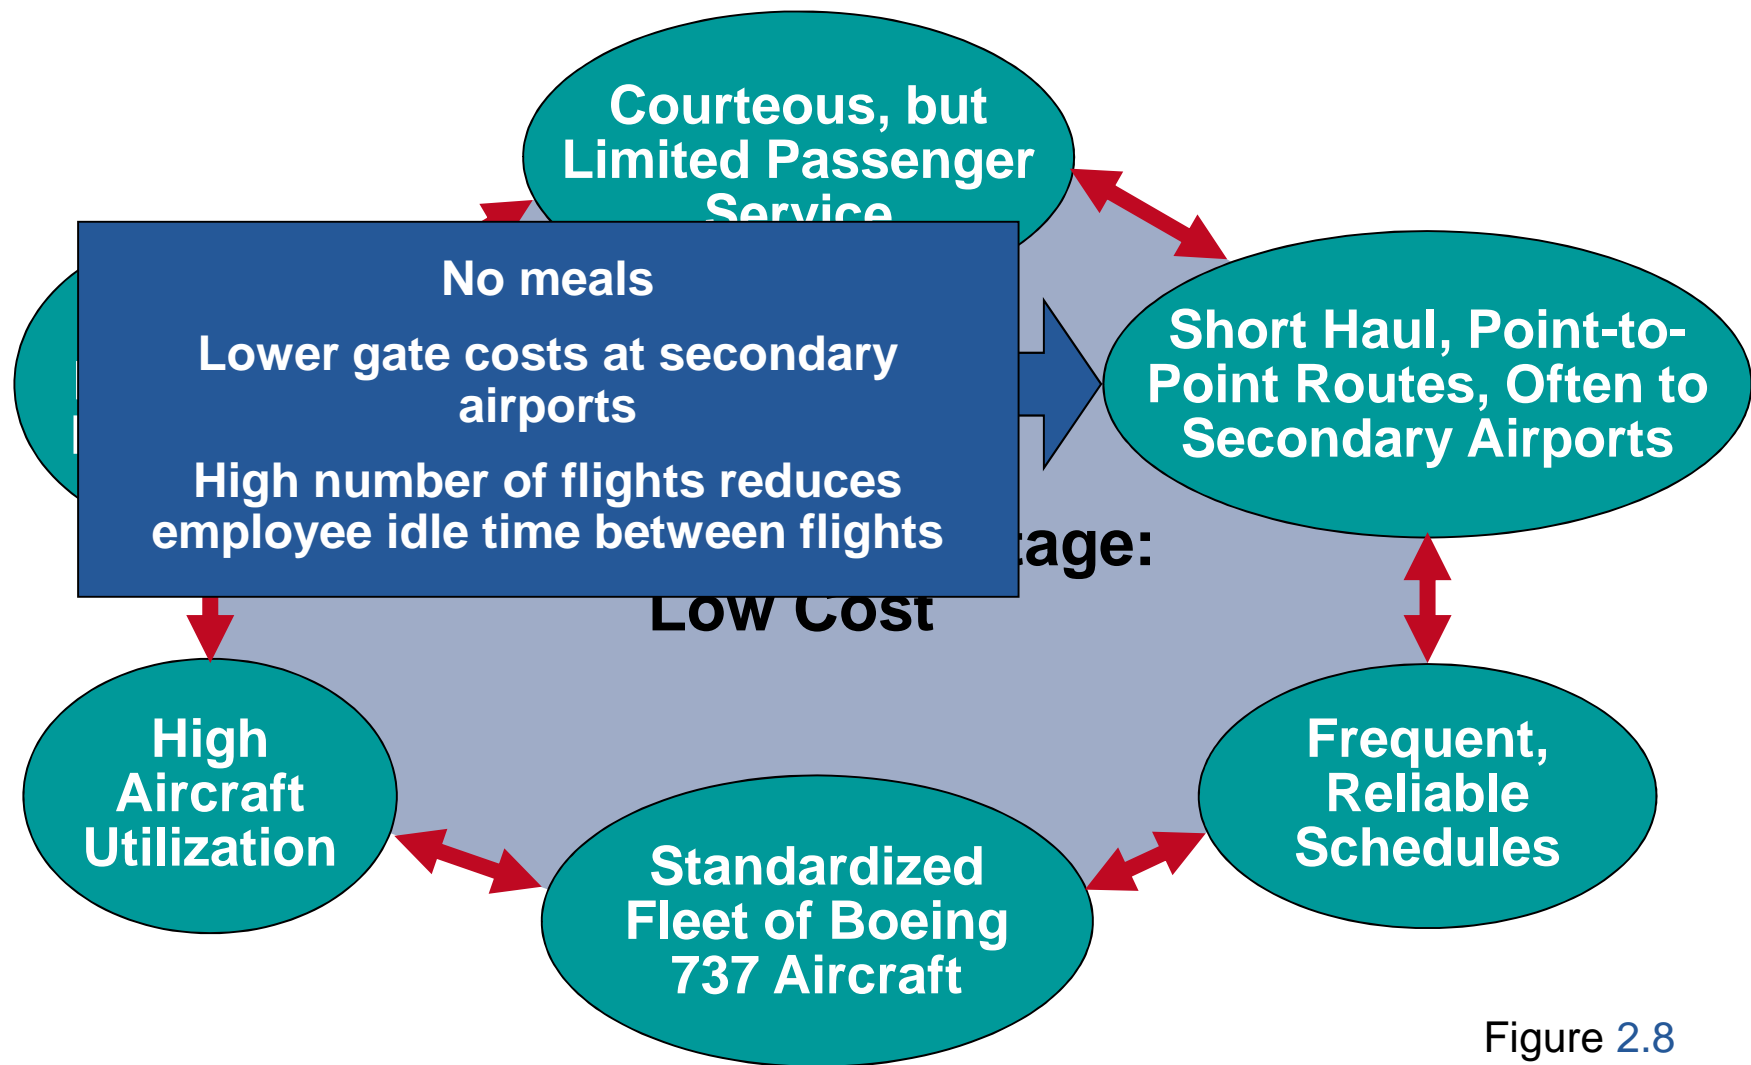 Courteous, but
Limited Passenger
Service
No meals
Lower gate costs at secondary
airports
High number of flights reduces
employee idle time between flights
Short Haul, Point-to-
Point Routes, Often to
Secondary Airports
tage:
Low Cost
High
Aircraft
Utilization
Frequent,
Reliable
Schedules
Standardized
Fleet of Boeing
737 Aircraft
Figure 2.8